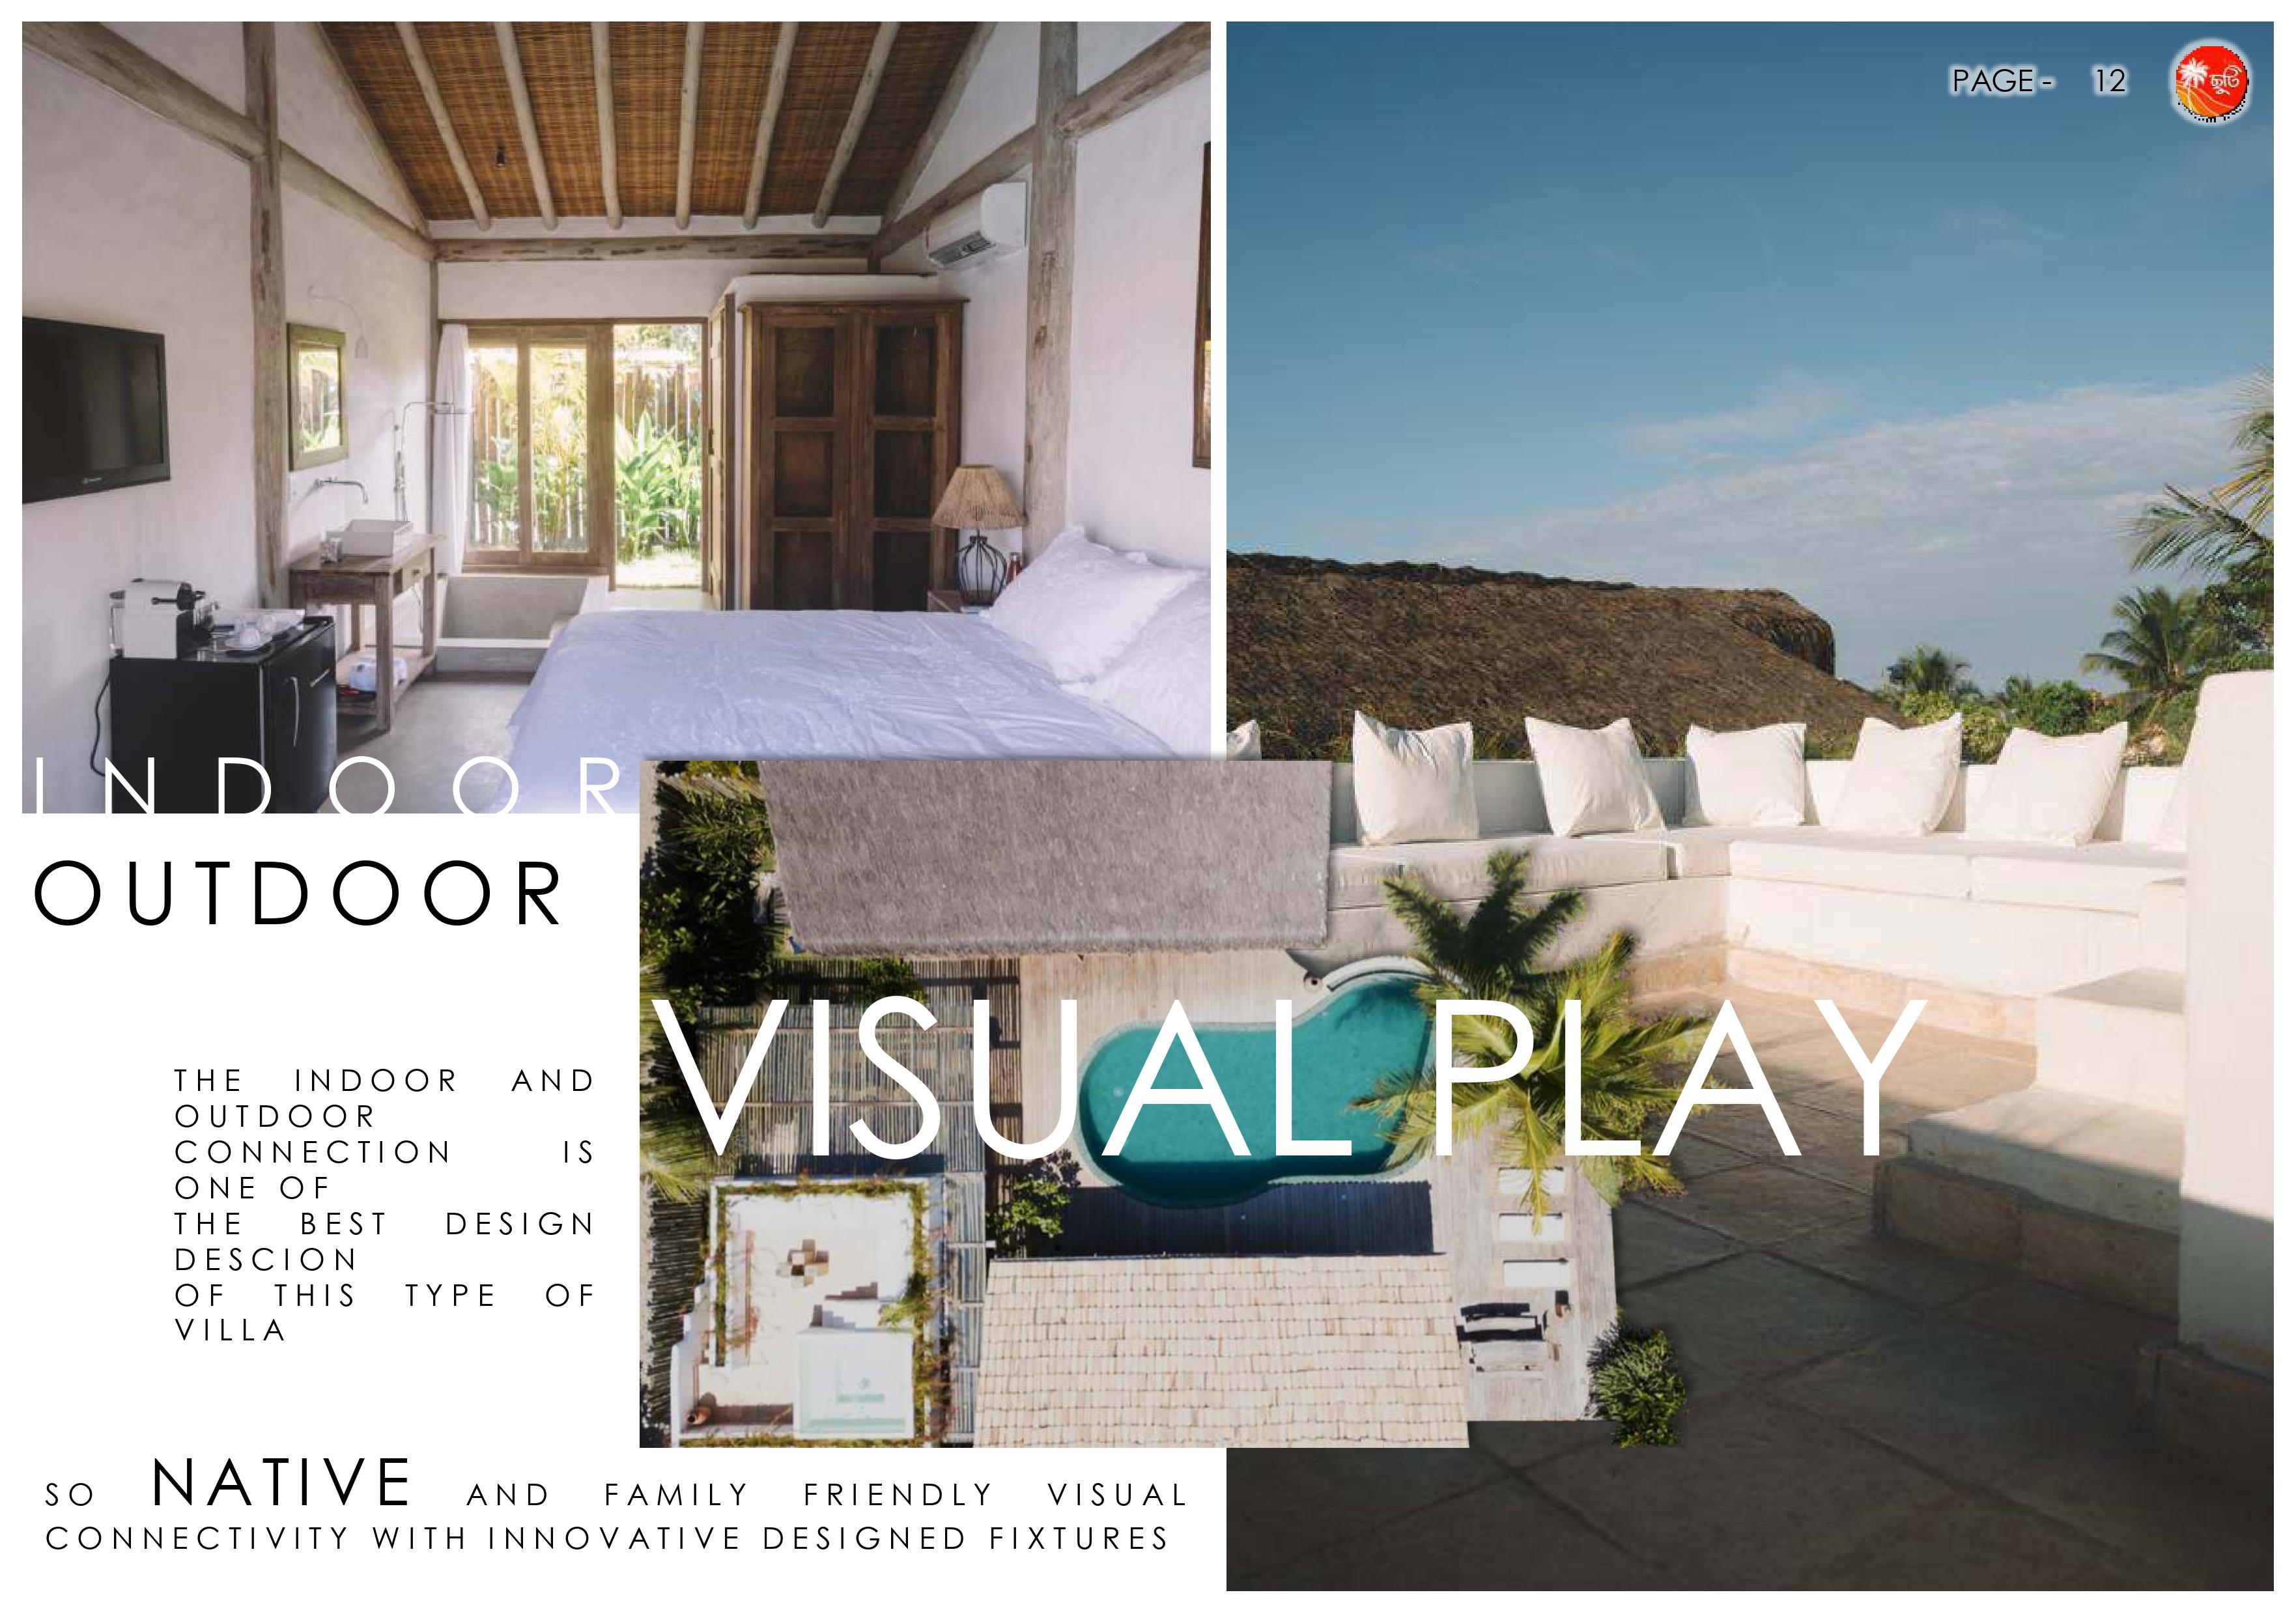 PAGE- 12
ছুটি
INDOOR
OUTDOOR
VISUAL PLAY
THE INDOOR AND
OUTDOOR
CONNECTION IS
ONE OF
THE BEST DESIGN
DESCION
OF THIS TYPE OF
VILLA
SO NATIVE AND FAMILY FRIENDLY VISUAL
CONNECTIVITY WITH INNOVATIVE DESIGNED FIXTURES